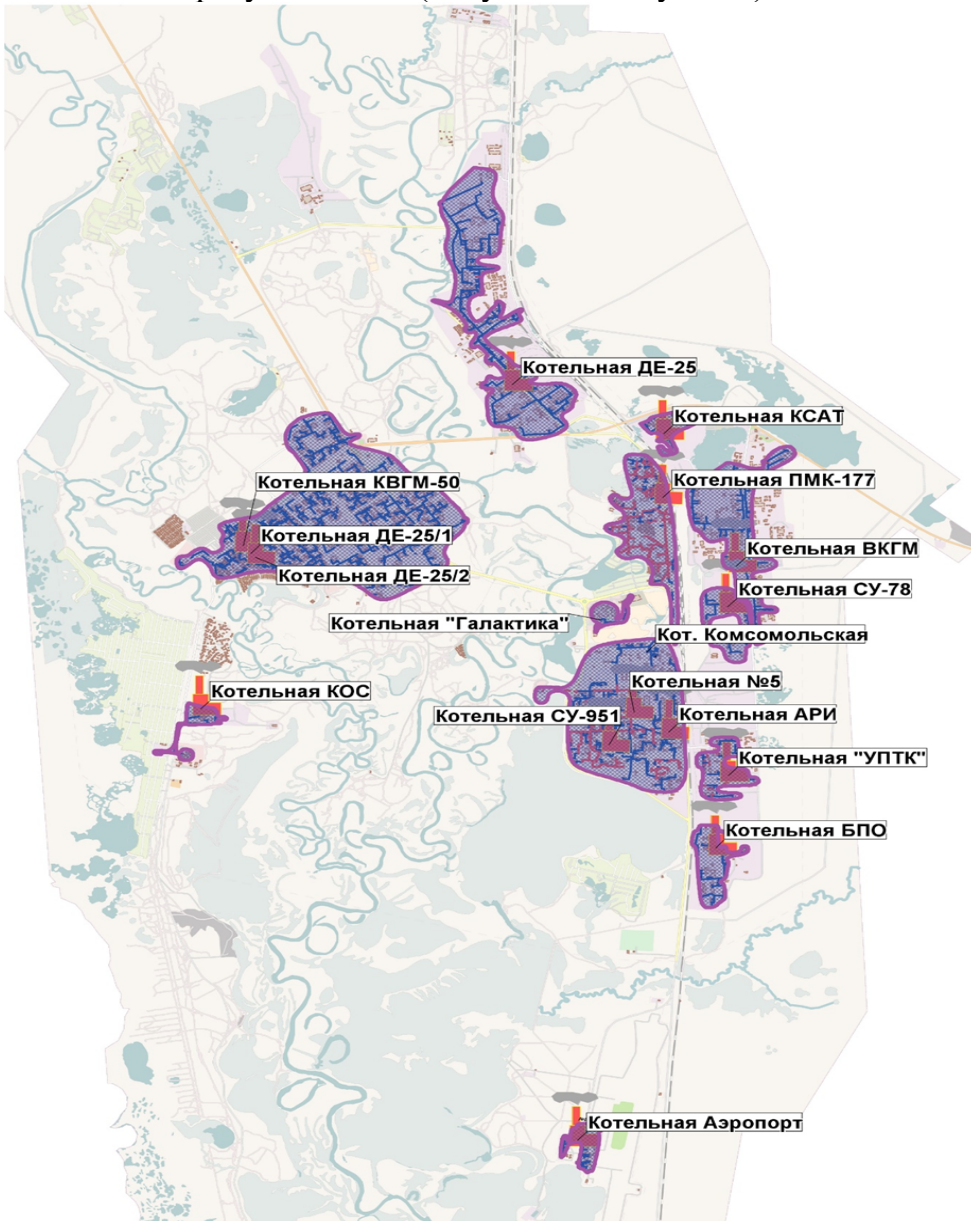 Котельная ДЕ-25
Котельная КСАТ
Котельная ПМК-177
Котельная КВГМ-50
Котельная ДЕ-25/1
Котельная ВКГМ
Котельная ДЕ-25/2
Котельная СУ-78
Котельная "Галактика"
Кот. Комсомольская
Котельная №5
Котельная КОС
Котельная СУ-951
Котельная АРИ
Котельная "УПТК"
Котельная БПО
Котельная Аэропорт